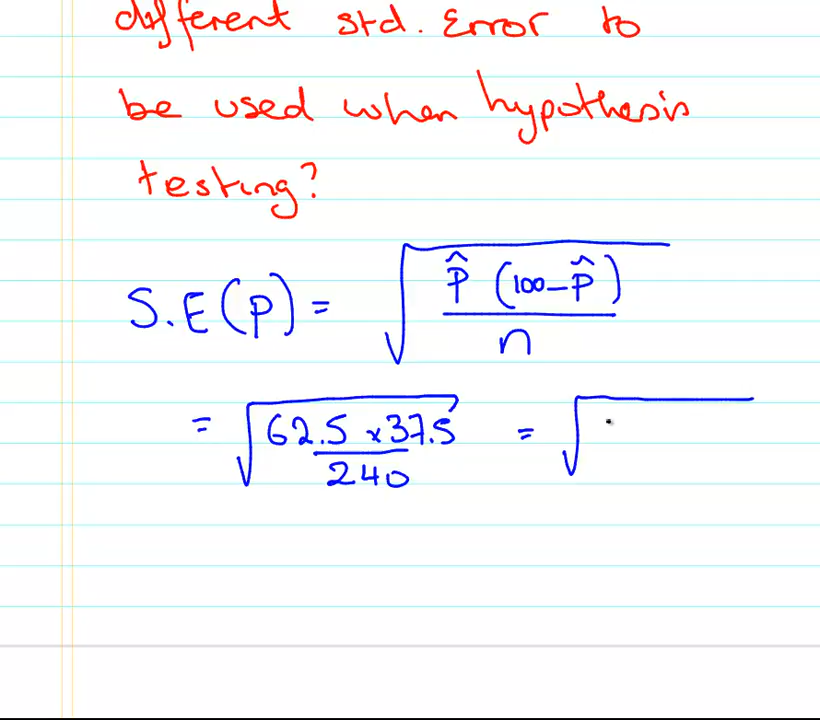 different std. Error to
be used when hypothesis
testing?
S.E(p) = √(p̂ (100-p̂) / n)
= √(62.5 x 37.5 / 240) = √